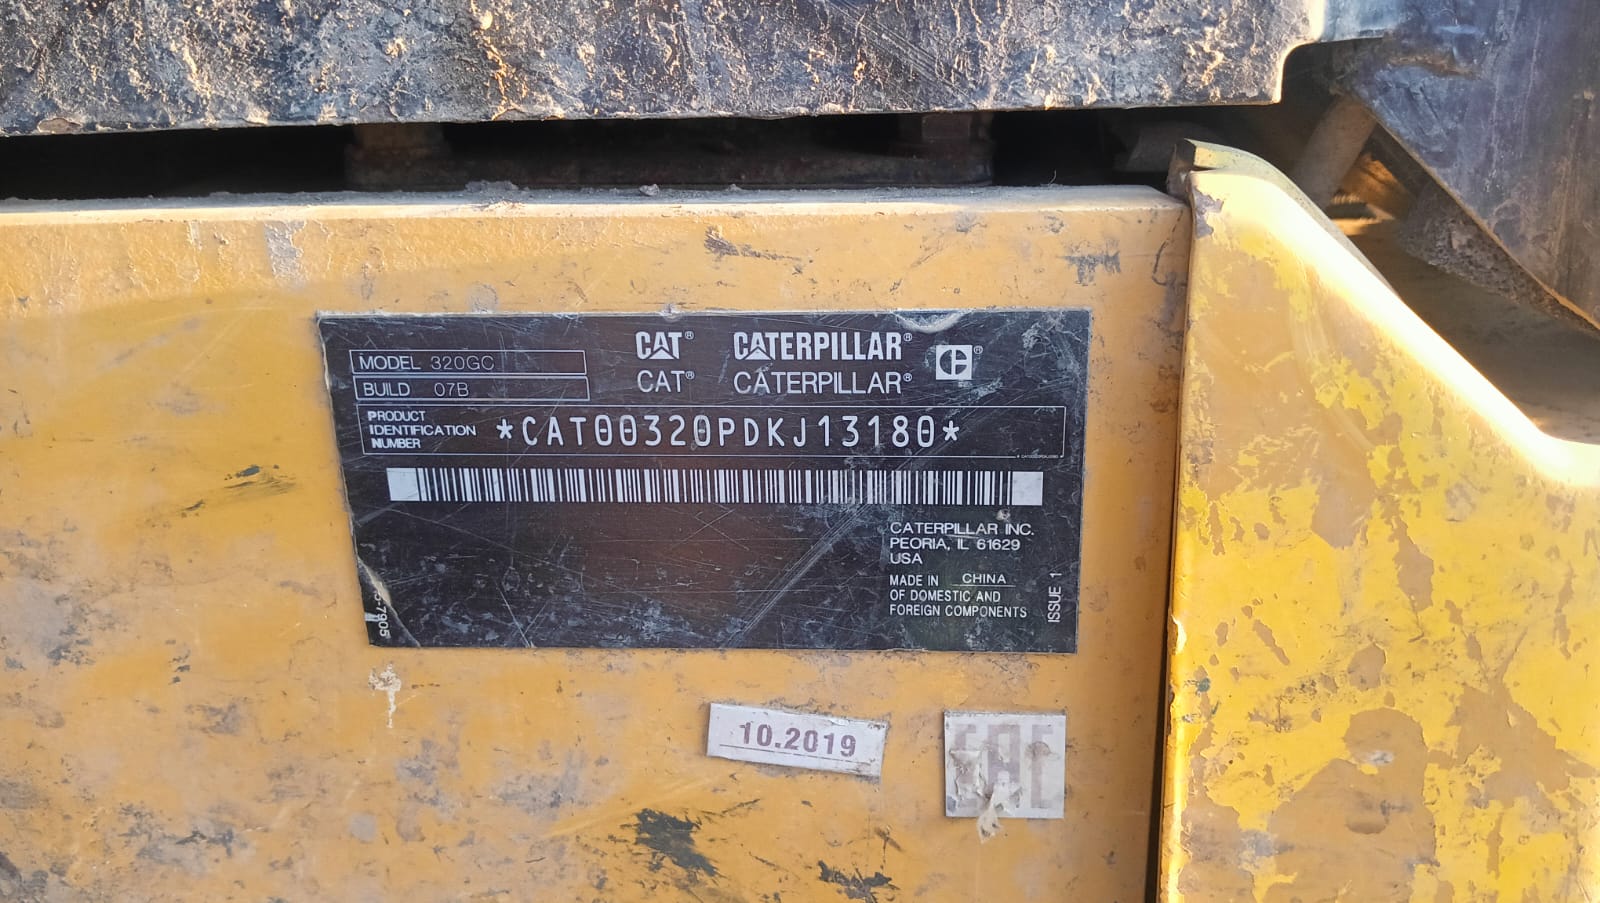 MODEL 320GC
BUILD 07B
CAT® CATERPILLAR®
CAT® CATERPILLAR®
PRODUCT
IDENTIFICATION
NUMBER
*CAT00320PDKJ13180*
CATERPILLAR INC.
PEORIA, IL 61629
USA
MADE IN CHINA
OF DOMESTIC AND
FOREIGN COMPONENTS
ISSUE 1
10.2019
EAC